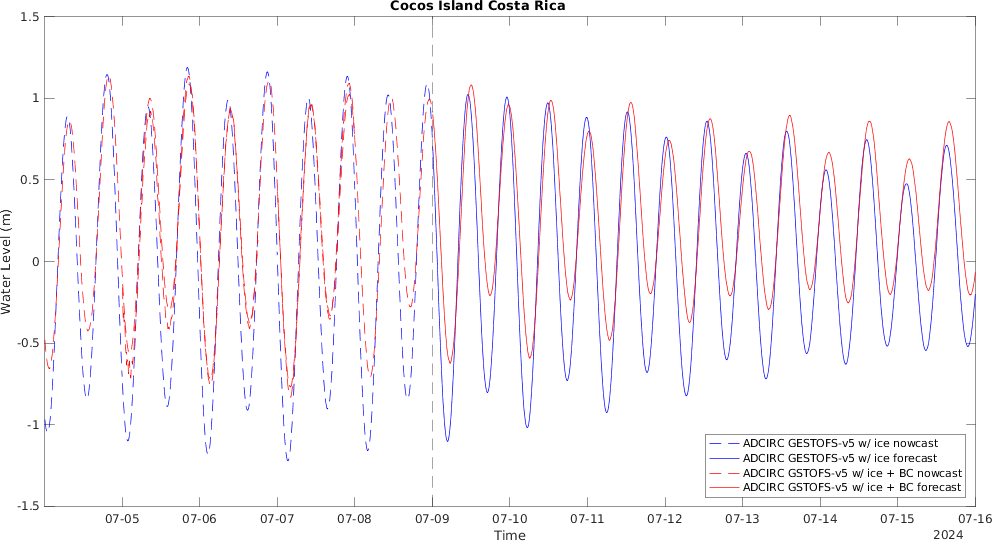 Cocos Island Costa Rica
1.5
1
0.5
0
-0.5
-1
-1.5
Water Level (m)
ADCIRC GESTOFS-v5 w/ ice nowcast
ADCIRC GESTOFS-v5 w/ ice forecast
ADCIRC GSTOFS-v5 w/ ice + BC nowcast
ADCIRC GSTOFS-v5 w/ ice + BC forecast
07-05 07-06 07-07 07-08 07-09 07-10 07-11 07-12 07-13 07-14 07-15 07-16
Time
2024